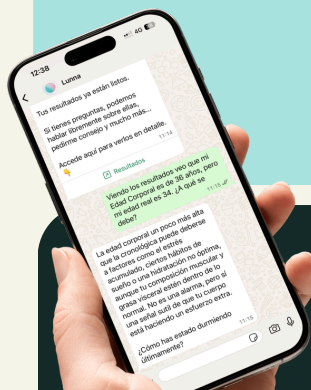 12:38
4G
Lunna
Tus resultados ya están listos.
Si tienes preguntas, podemos
hablar libremente sobre ellas,
pedirme consejo y mucho más...
Accede aquí para verlos en detalle.
👇
11:14
Resultados
Viendo los resultados veo que mi
Edad Corporal es de 36 años, pero
mi edad real es 34. ¿A qué se
debe?
11:15
La edad corporal un poco más alta
que la cronológica puede deberse
a factores como el estrés
acumulado, ciertos hábitos de
sueño o una hidratación no óptima,
aunque tu composición muscular y
grasa visceral estén dentro de lo
normal. No es una alarma, pero sí
una señal sutil de que tu cuerpo
está haciendo un esfuerzo extra.
¿Cómo has estado durmiendo
últimamente?
11:16